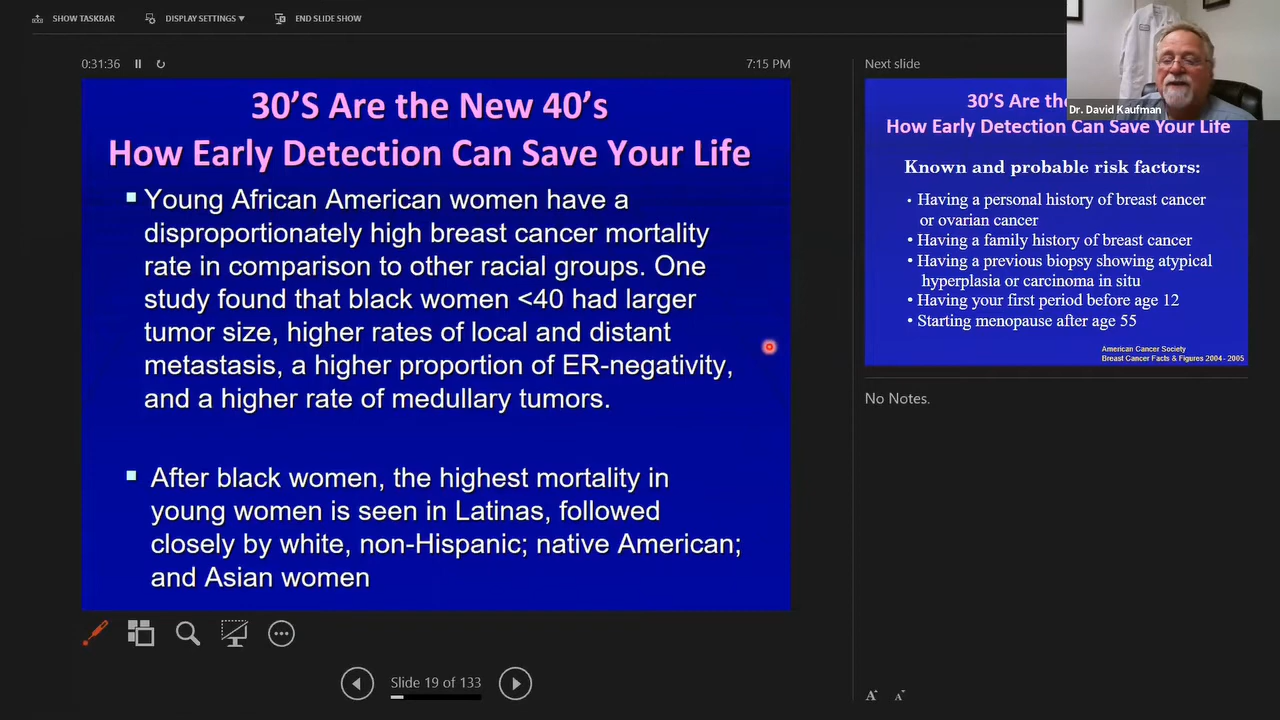 SHOW TASKBAR
DISPLAY SETTINGS ▾
END SLIDE SHOW
0:31:36
7:15 PM
30'S Are the New 40's
How Early Detection Can Save Your Life
▪ Young African American women have a
disproportionately high breast cancer mortality
rate in comparison to other racial groups. One
study found that black women <40 had larger
tumor size, higher rates of local and distant
metastasis, a higher proportion of ER-negativity,
and a higher rate of medullary tumors.
▪ After black women, the highest mortality in
young women is seen in Latinas, followed
closely by white, non-Hispanic; native American;
and Asian women
Slide 19 of 133
Next slide
Dr. David Kaufman
30'S Are the
How Early Detection Can Save Your Life
Known and probable risk factors:
• Having a personal history of breast cancer
or ovarian cancer
• Having a family history of breast cancer
• Having a previous biopsy showing atypical
hyperplasia or carcinoma in situ
• Having your first period before age 12
• Starting menopause after age 55
American Cancer Society
Breast Cancer Facts & Figures 2004 - 2005
No Notes.
A A